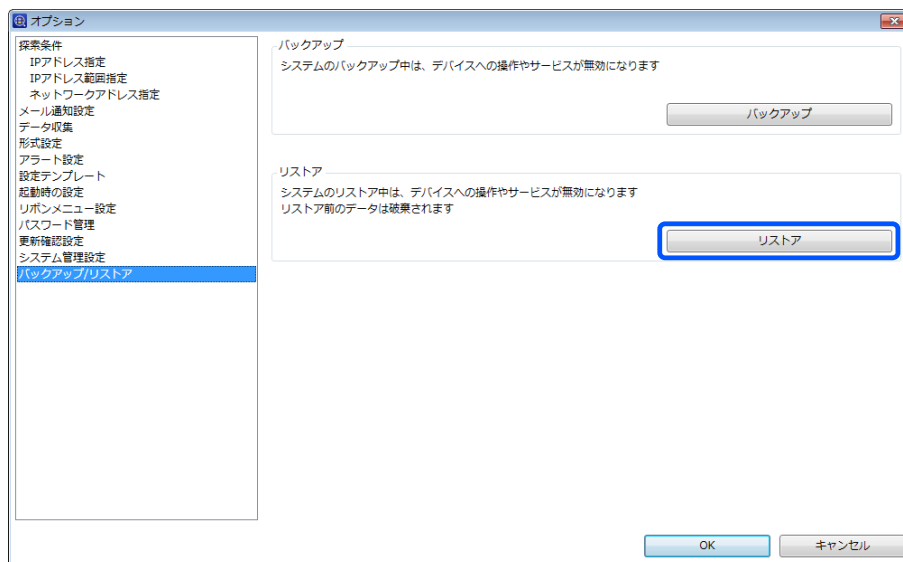 オプション
探索条件
IPアドレス指定
IPアドレス範囲指定
ネットワークアドレス指定
メール通知設定
データ収集
形式設定
アラート設定
設定テンプレート
起動時の設定
リボンメニュー設定
パスワード管理
更新確認設定
システム管理設定
バックアップ/リストア
バックアップ
システムのバックアップ中は、デバイスへの操作やサービスが無効になります
バックアップ
リストア
システムのリストア中は、デバイスへの操作やサービスが無効になります
リストア前のデータは破棄されます
リストア
OK
キャンセル